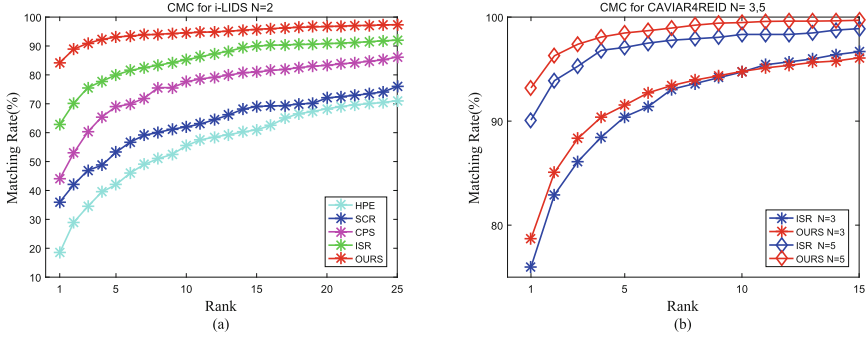 CMC for i-LIDS N=2
100
90
80
70
60
50
40
30
20
10
Matching Rate(%)
HPE
SCR
CPS
ISR
OURS
1
5
10
15
20
25
Rank
(a)
CMC for CAVIAR4REID N= 3,5
100
90
80
Matching Rate(%)
ISR N=3
OURS N=3
ISR N=5
OURS N=5
1
5
10
15
Rank
(b)